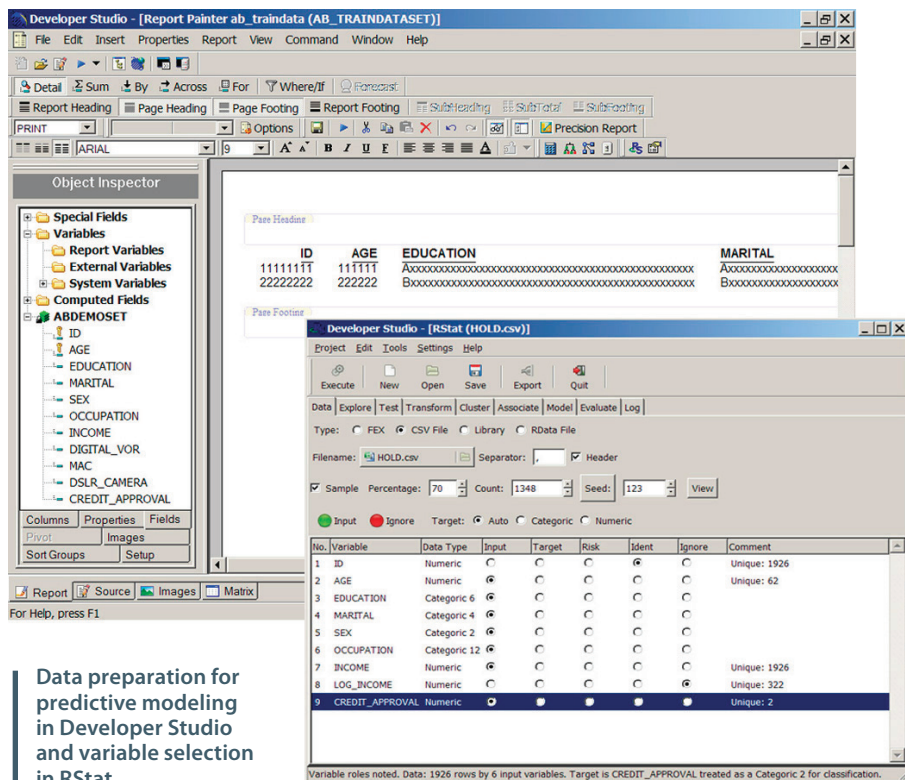 Developer Studio - [Report Painter ab_traindata (AB_TRAINDATASET)]
File Edit Insert Properties Report View Command Window Help
Detail Sum By Across For Where/If Forecast
Report Heading Page Heading Page Footing Report Footing SubHeading SubTotal SubFooting
PRINT Options Precision Report
ARIAL 9 B I U F A
Object Inspector
Special Fields
Variables
Report Variables
External Variables
System Variables
Computed Fields
ABDEMOSET
ID
AGE
EDUCATION
MARITAL
SEX
OCCUPATION
INCOME
DIGITAL_VOR
MAC
DSLR_CAMERA
CREDIT_APPROVAL
Columns Properties Fields
Pivot Images
Sort Groups Setup
Page Heading
ID AGE EDUCATION MARITAL
11111111 111111 Axxxxxxxxxxxxxxxxxxxxxxxxxxxxxxxxxxxxxxxxxxxxxxxxx Axxxxxxxxxxxxxxxxxxxx
22222222 222222 Bxxxxxxxxxxxxxxxxxxxxxxxxxxxxxxxxxxxxxxxxxxxxxxxxx Bxxxxxxxxxxxxxxxxxxxx
Page Footing
Report Source Images Matrix
For Help, press F1
Developer Studio - [RStat (HOLD.csv)]
Project Edit Tools Settings Help
Execute New Open Save Export Quit
Data Explore Test Transform Cluster Associate Model Evaluate Log
Type: FEX CSV File Library RData File
Filename: HOLD.csv Separator: , Header
Sample Percentage: 70 Count: 1348 Seed: 123 View
Input Ignore Target: Auto Categoric Numeric
No. Variable Data Type Input Target Risk Ident Ignore Comment
1 ID Numeric Unique: 1926
2 AGE Numeric Unique: 62
3 EDUCATION Categoric 6
4 MARITAL Categoric 4
5 SEX Categoric 2
6 OCCUPATION Categoric 12
7 INCOME Numeric Unique: 1926
8 LOG_INCOME Numeric Unique: 322
9 CREDIT_APPROVAL Numeric Unique: 2
Variable roles noted. Data: 1926 rows by 6 input variables. Target is CREDIT_APPROVAL treated as a Categoric 2 for classification.
Data preparation for
predictive modeling
in Developer Studio
and variable selection
in RStat